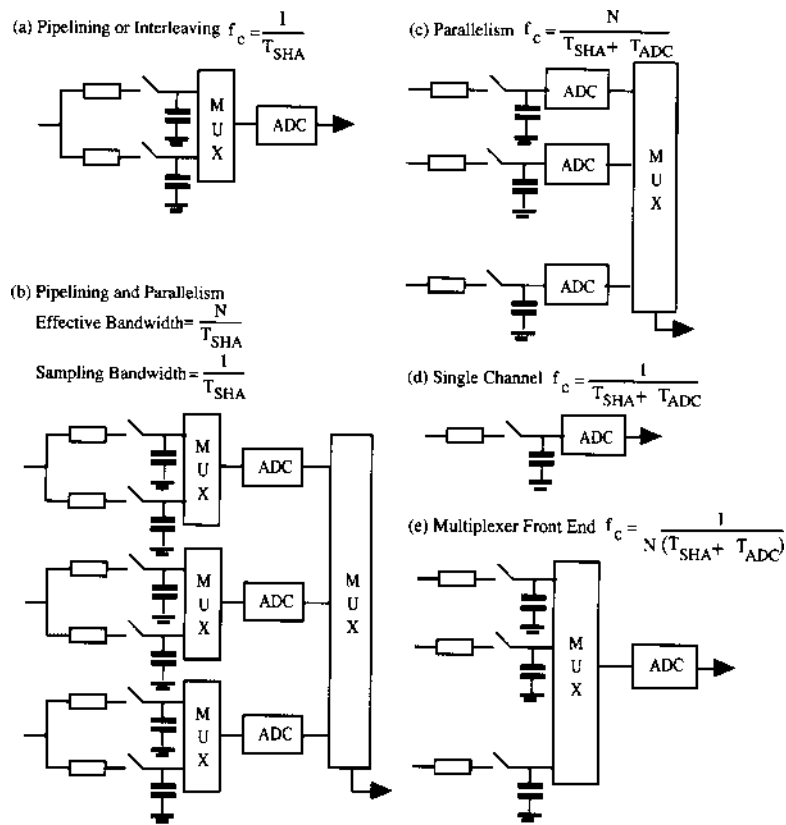 (a) Pipelining or Interleaving f_c = 1 / T_SHA
M
U
X
ADC
(b) Pipelining and Parallelism
Effective Bandwidth= N / T_SHA
Sampling Bandwidth= 1 / T_SHA
M
U
X
ADC
M
U
X
ADC
M
U
X
ADC
M
U
X
(c) Parallelism f_c = N / T_SHA+ T_ADC
ADC
ADC
ADC
M
U
X
(d) Single Channel f_c = 1 / T_SHA+ T_ADC
ADC
(e) Multiplexer Front End f_c = 1 / N (T_SHA+ T_ADC)
M
U
X
ADC